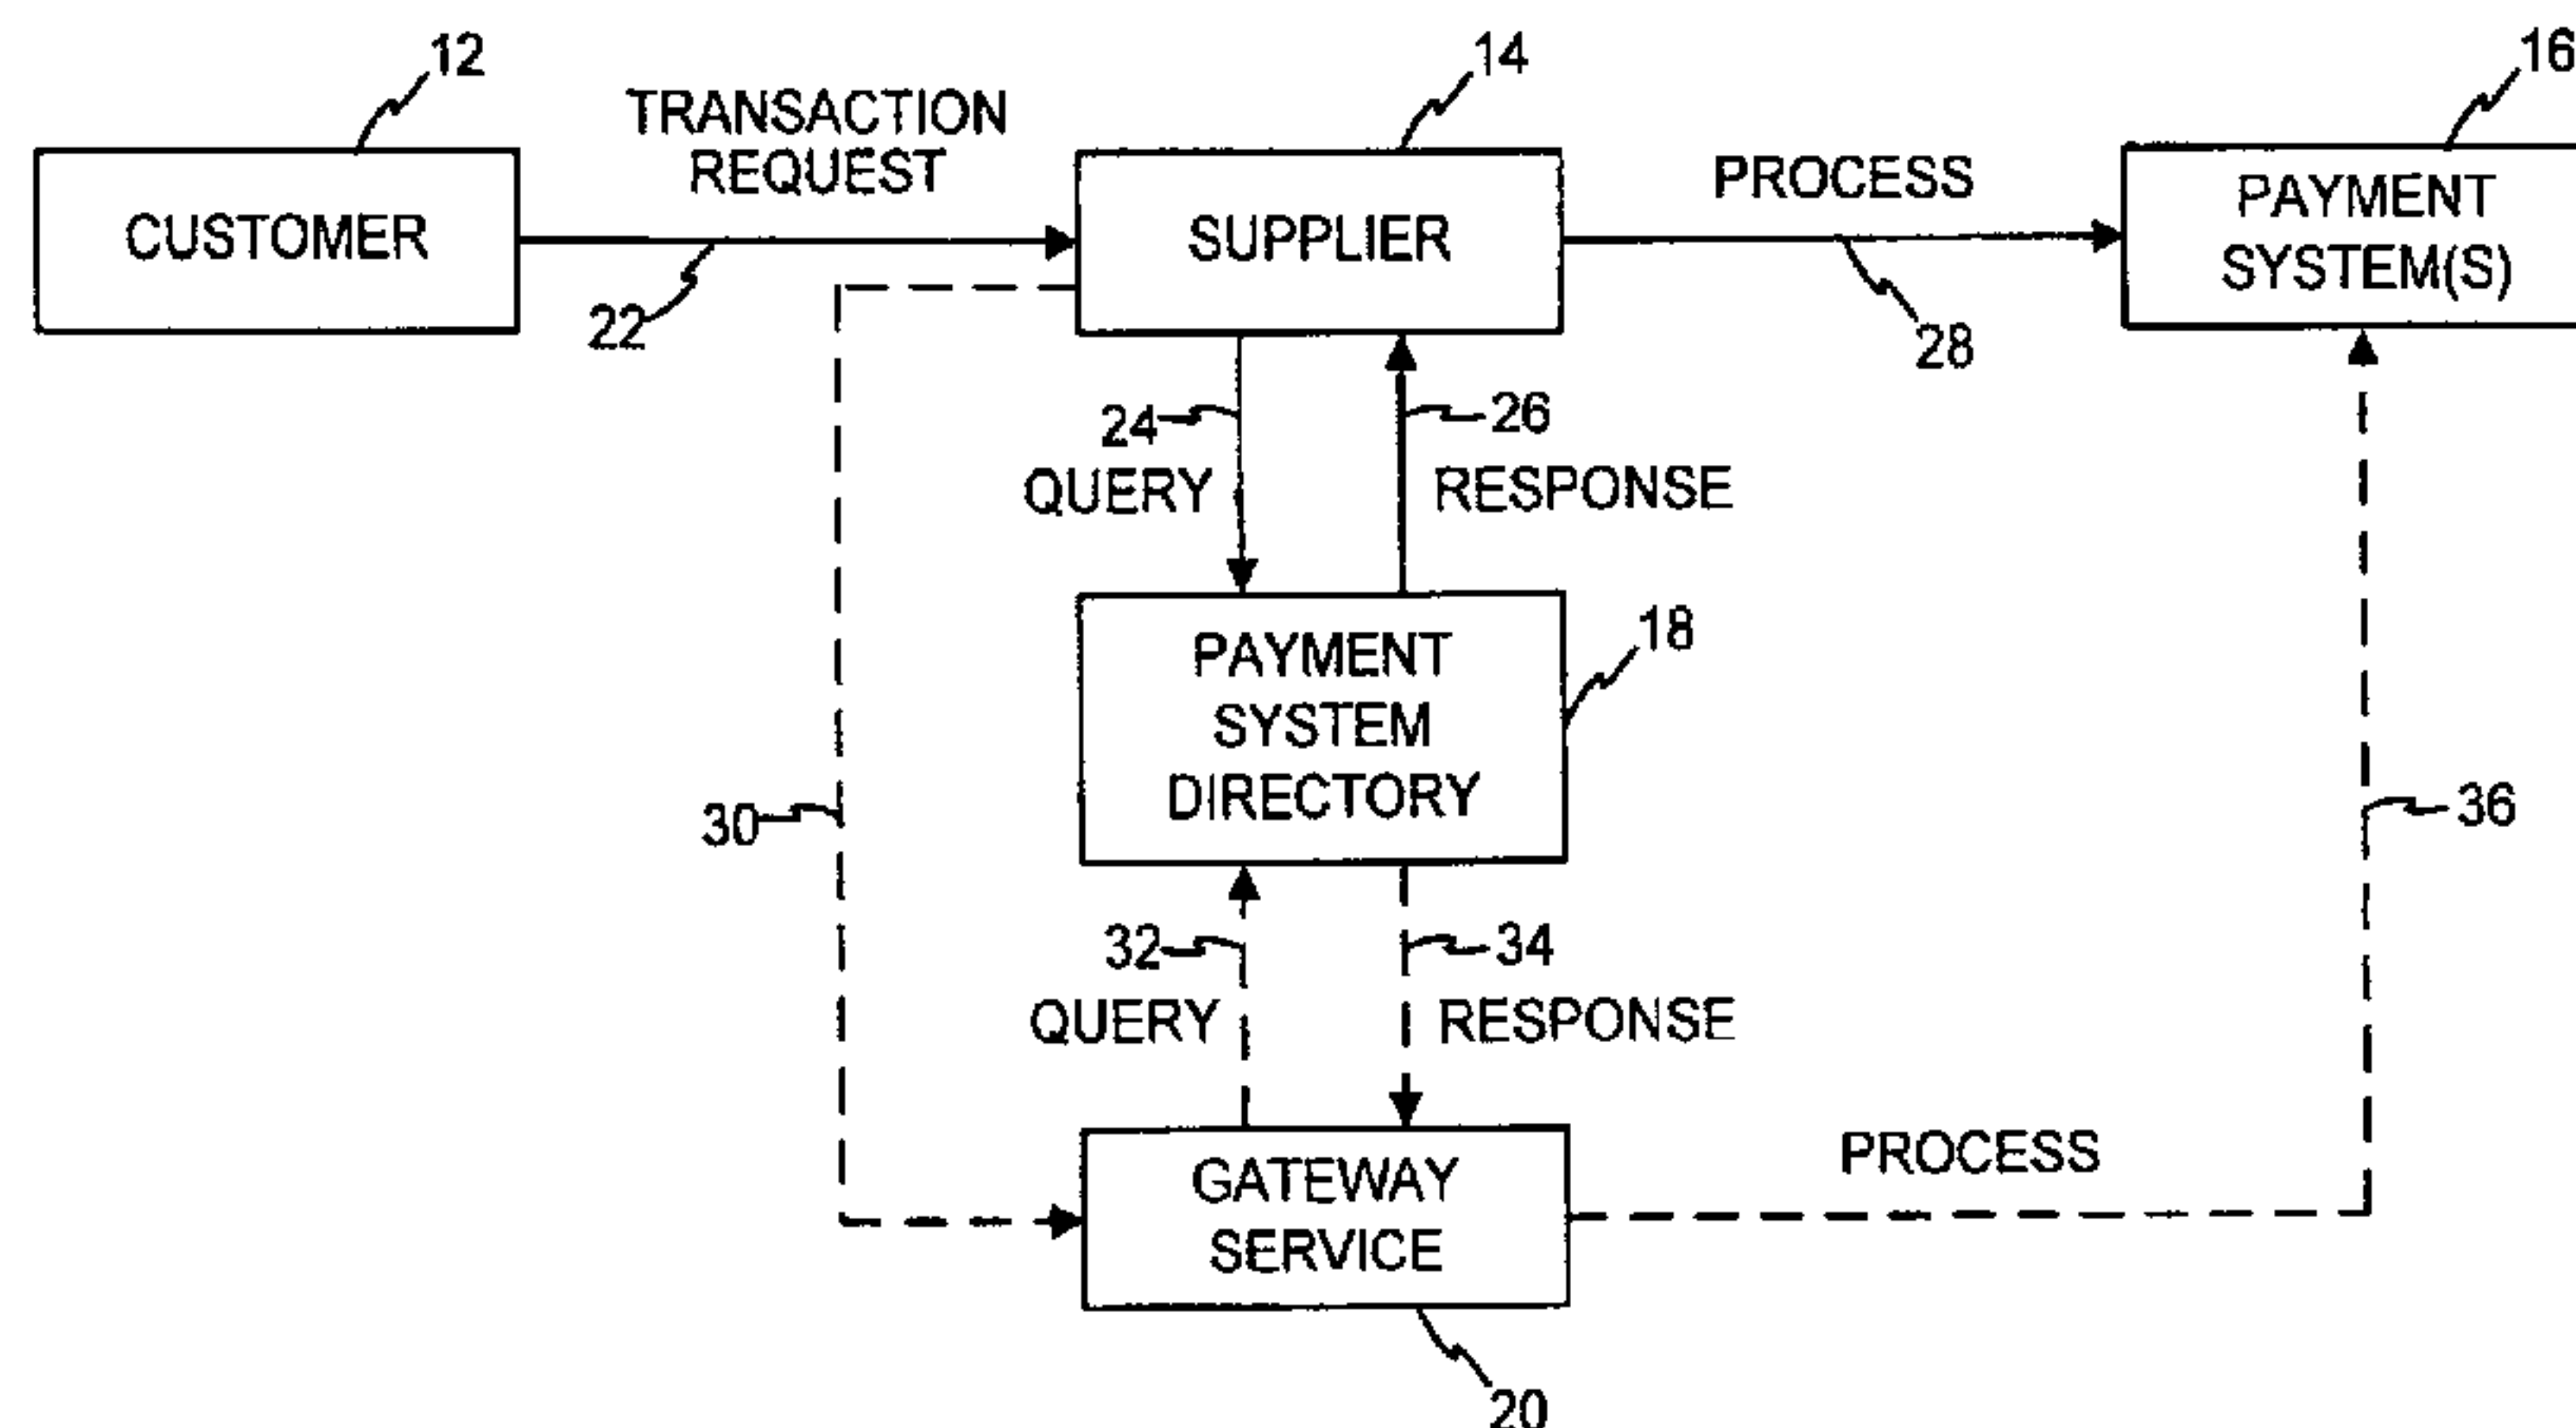 12
14
16
TRANSACTION
REQUEST
PROCESS
CUSTOMER
SUPPLIER
PAYMENT
SYSTEM(S)
22
28
24
26
QUERY
RESPONSE
18
PAYMENT
SYSTEM
DIRECTORY
30
36
32
34
QUERY
RESPONSE
PROCESS
GATEWAY
SERVICE
20